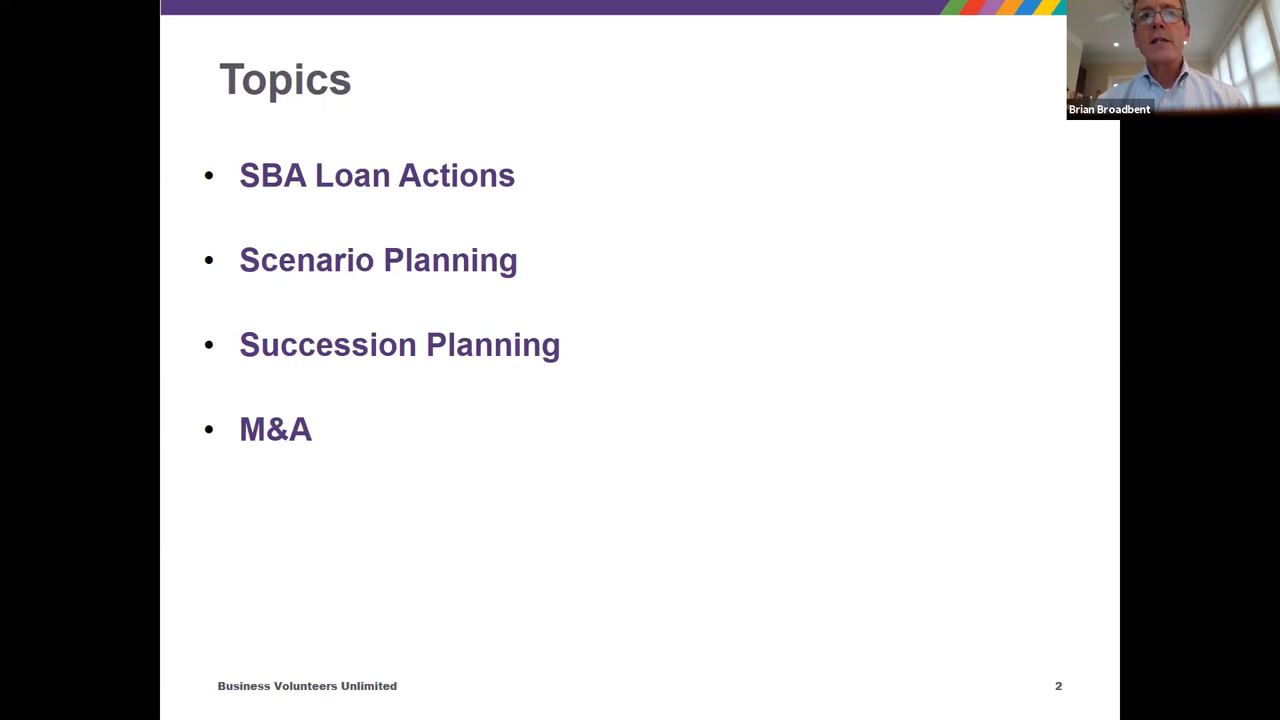 Topics
Brian Broadbent
• SBA Loan Actions
• Scenario Planning
• Succession Planning
• M&A
Business Volunteers Unlimited
2